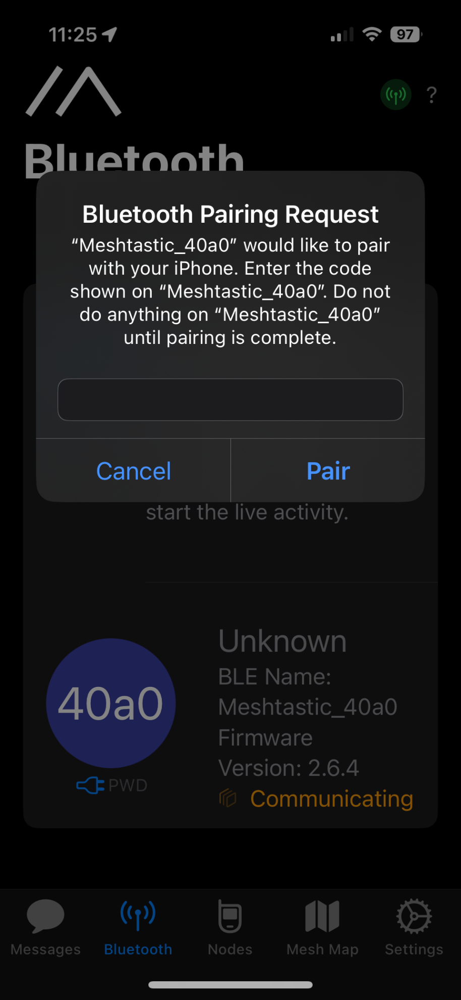 11:25
97
?
Bluetooth
Bluetooth Pairing Request
“Meshtastic_40a0” would like to pair
with your iPhone. Enter the code
shown on “Meshtastic_40a0”. Do not
do anything on “Meshtastic_40a0”
until pairing is complete.
Cancel
Pair
start the live activity.
40a0
PWD
Unknown
BLE Name:
Meshtastic_40a0
Firmware
Version: 2.6.4
Communicating
Messages
Bluetooth
Nodes
Mesh Map
Settings